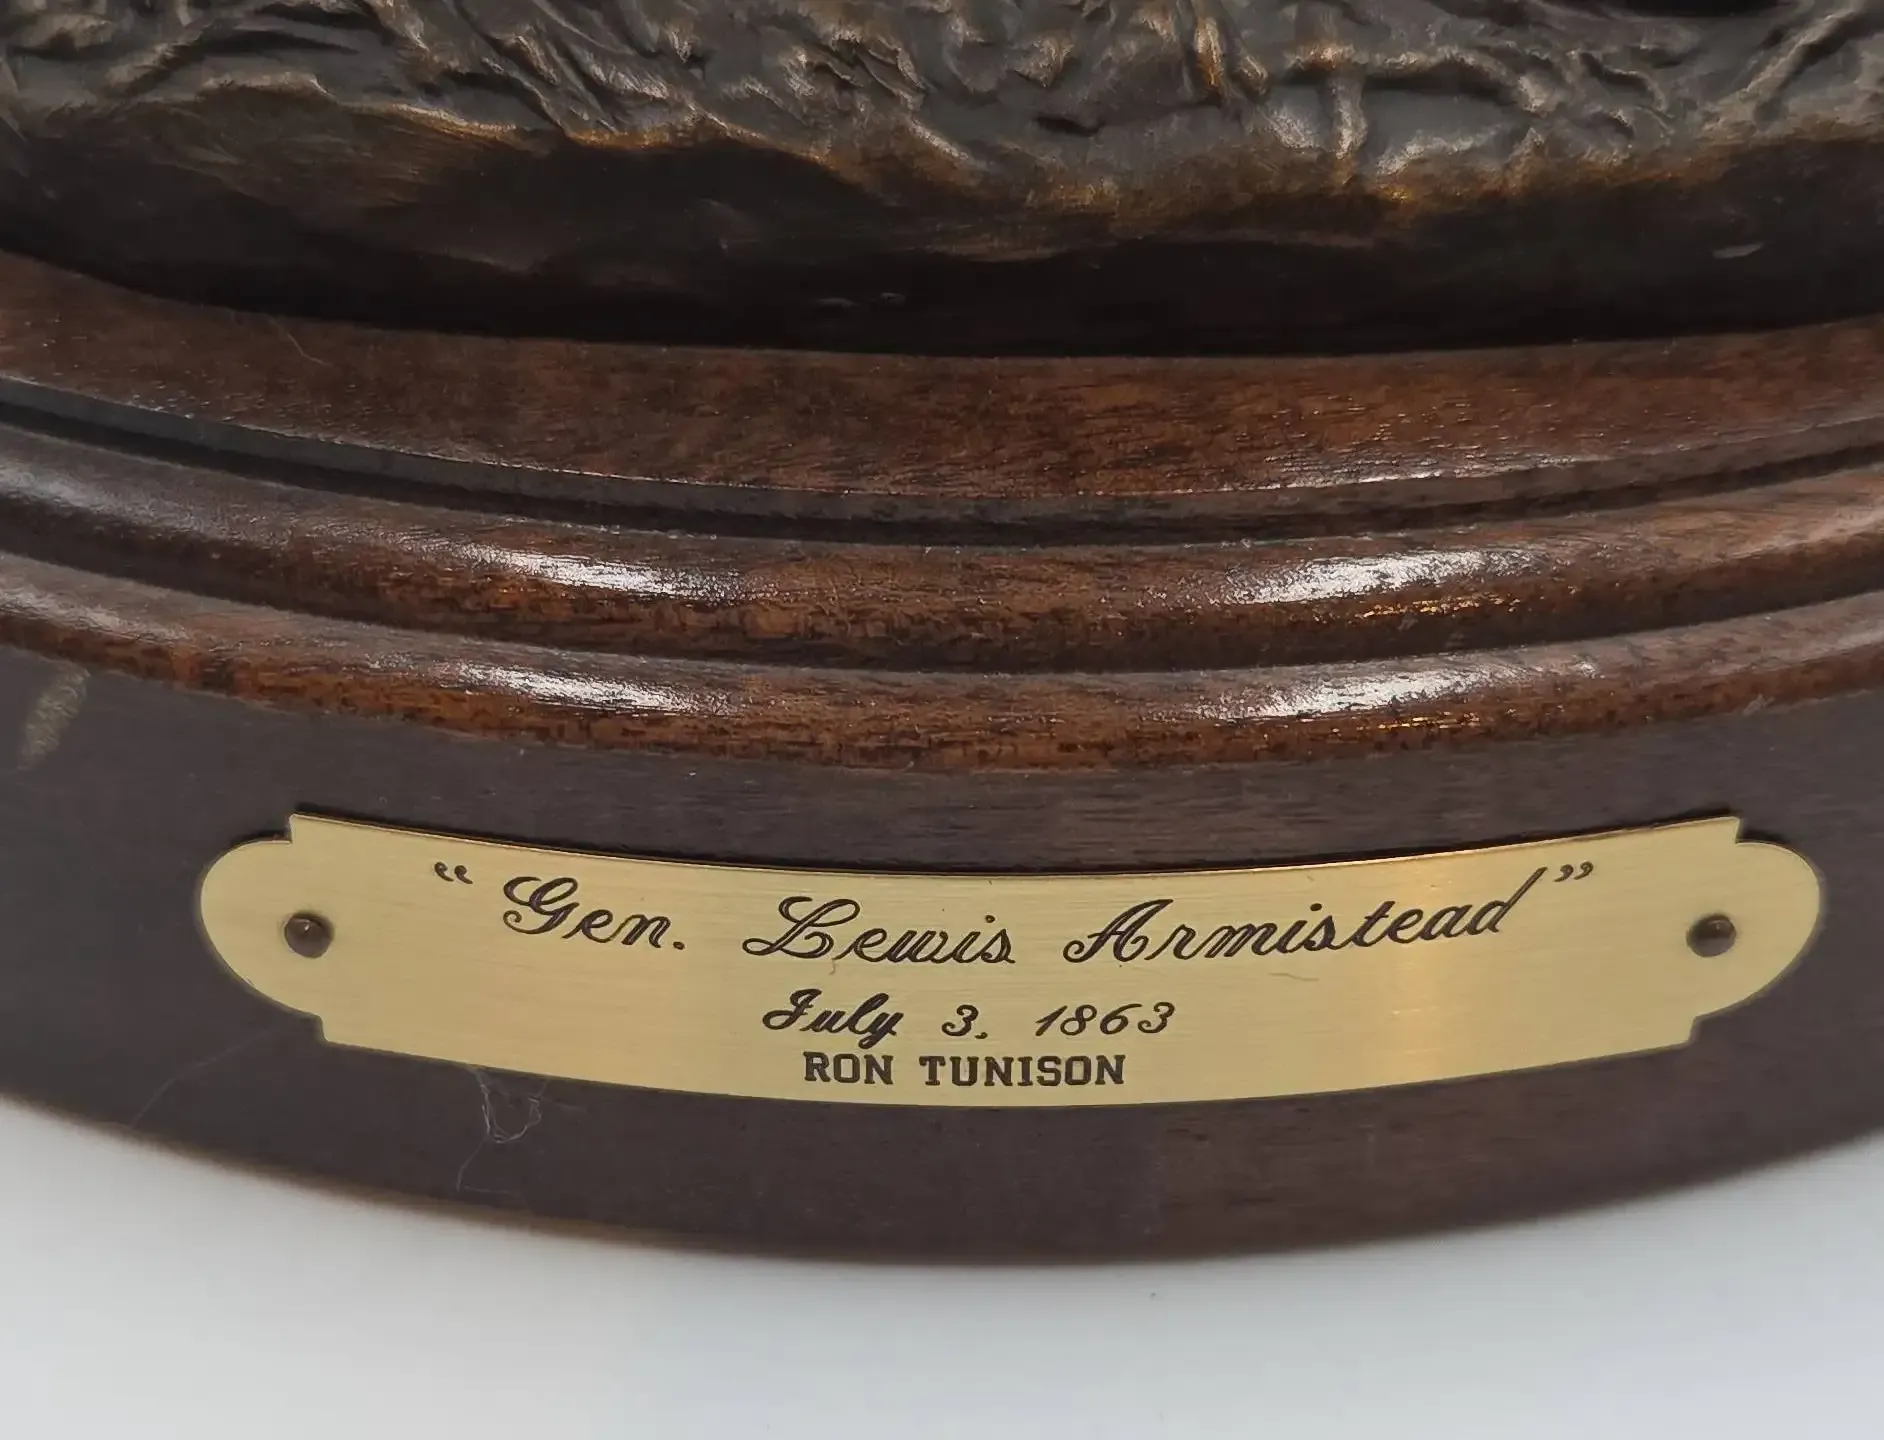 “Gen. Lewis Armistead”
July 3, 1863
RON TUNISON